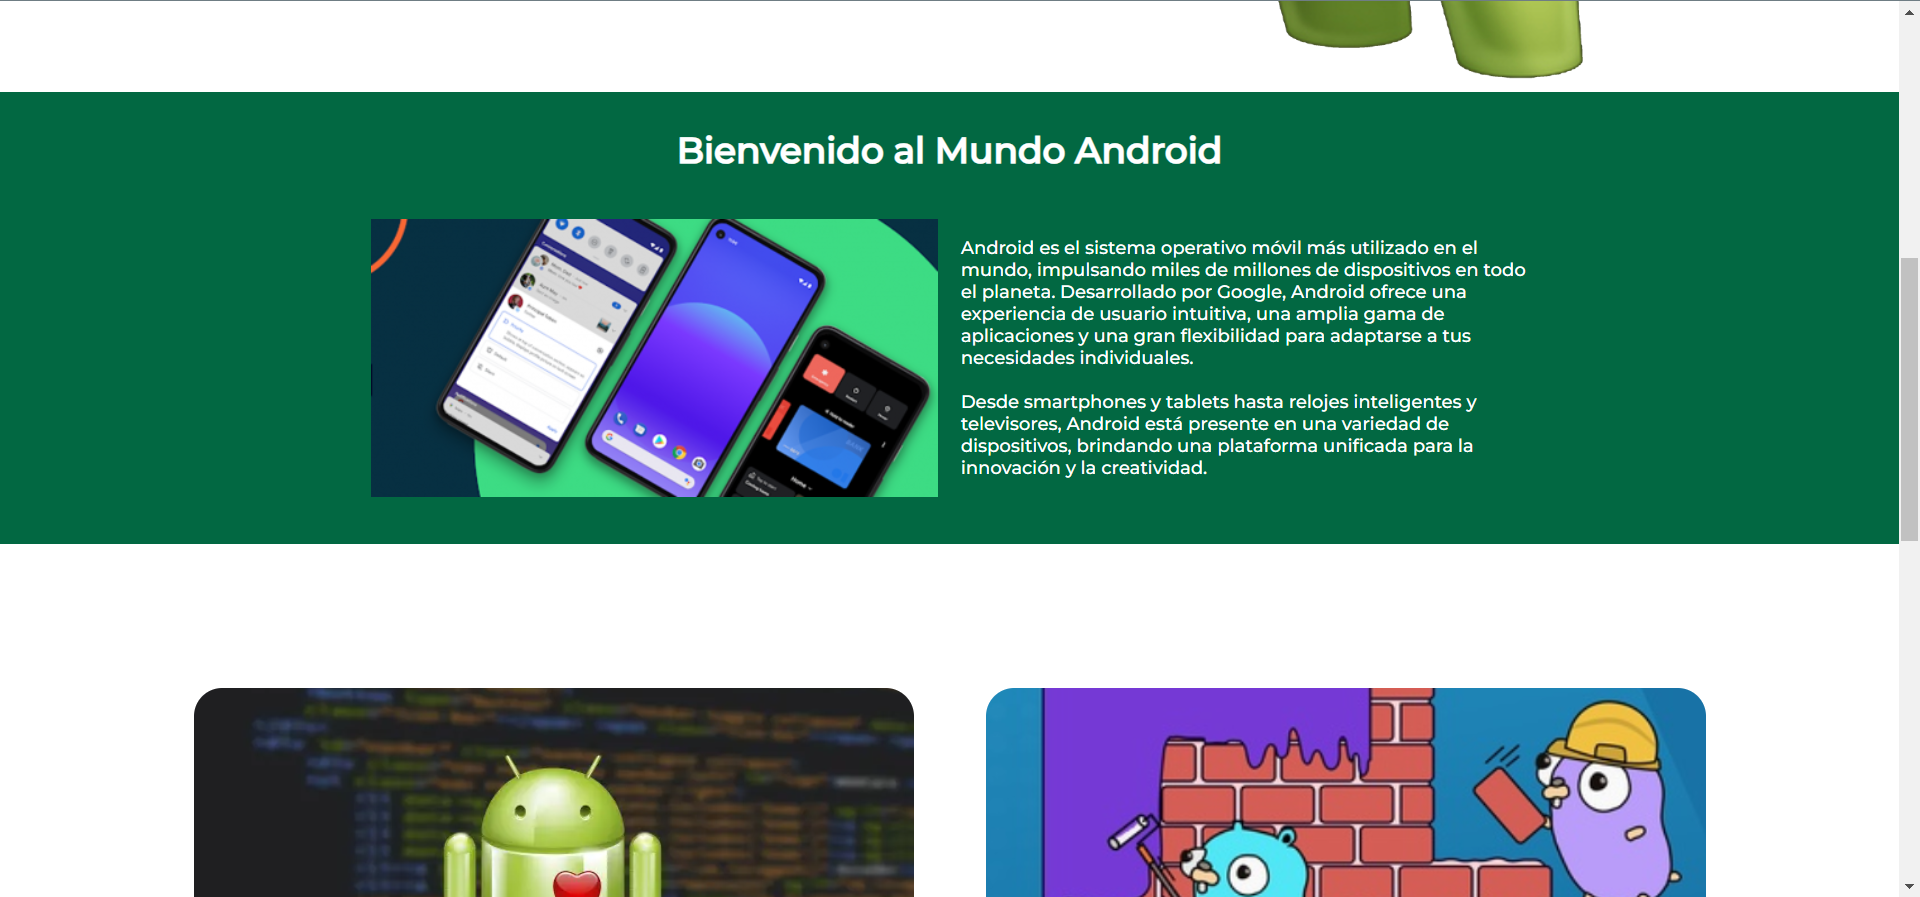 Bienvenido al Mundo Android
Android es el sistema operativo móvil más utilizado en el
mundo, impulsando miles de millones de dispositivos en todo
el planeta. Desarrollado por Google, Android ofrece una
experiencia de usuario intuitiva, una amplia gama de
aplicaciones y una gran flexibilidad para adaptarse a tus
necesidades individuales.
Desde smartphones y tablets hasta relojes inteligentes y
televisores, Android está presente en una variedad de
dispositivos, brindando una plataforma unificada para la
innovación y la creatividad.
Home